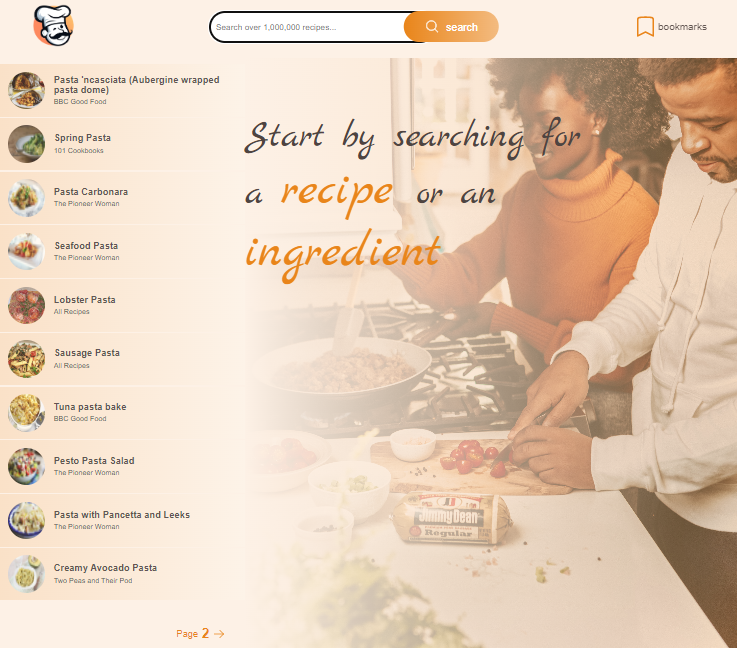 Search over 1,000,000 recipes...
search
bookmarks
Pasta 'ncasciata (Aubergine wrapped
pasta dome)
BBC Good Food
Spring Pasta
101 Cookbooks
Pasta Carbonara
The Pioneer Woman
Seafood Pasta
The Pioneer Woman
Lobster Pasta
All Recipes
Sausage Pasta
All Recipes
Tuna pasta bake
BBC Good Food
Pesto Pasta Salad
The Pioneer Woman
Pasta with Pancetta and Leeks
The Pioneer Woman
Creamy Avocado Pasta
Two Peas and Their Pod
Page 2
Start by searching for
a recipe or an
ingredient
Jimmy Dean
Regular